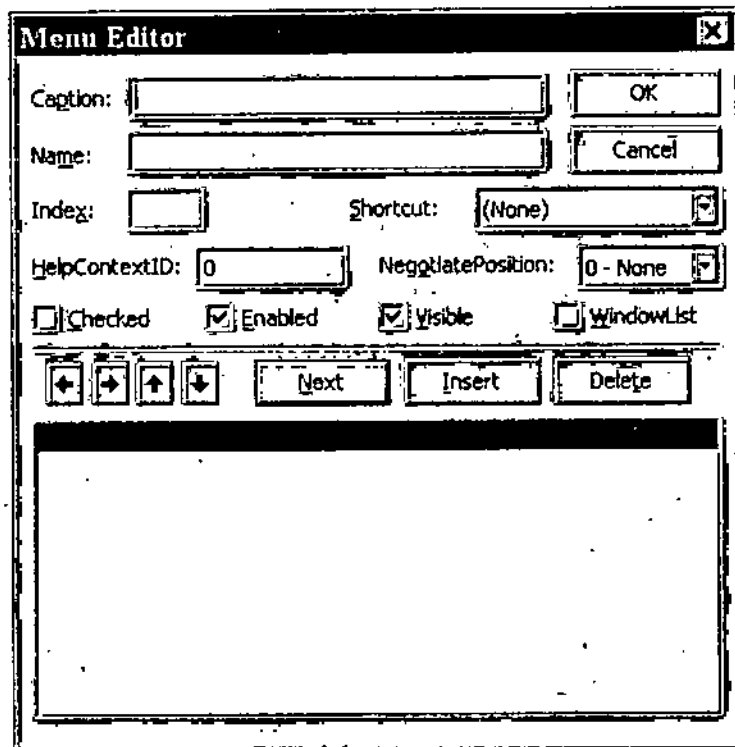 Menu Editor
Caption: OK
Name: Cancel
Index: Shortcut: (None)
HelpContextID: 0 NegotiatePosition: 0 - None
Checked Enabled Visible WindowList
Next Insert Delete